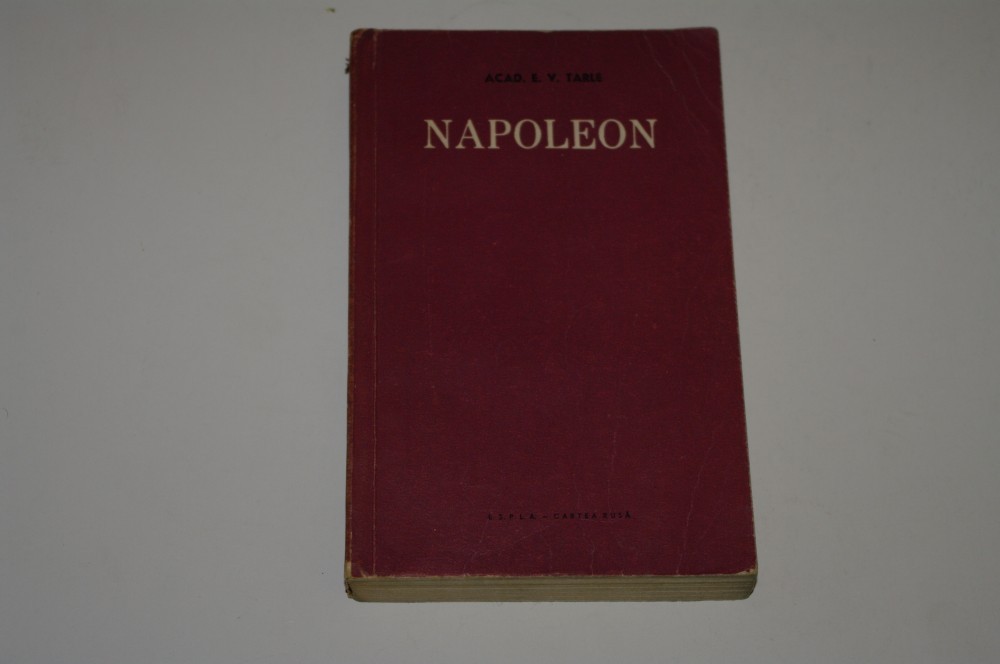 ACAD. E. V. TARLE
NAPOLEON
E.S.P.L.A. – CARTEA RUSĂ